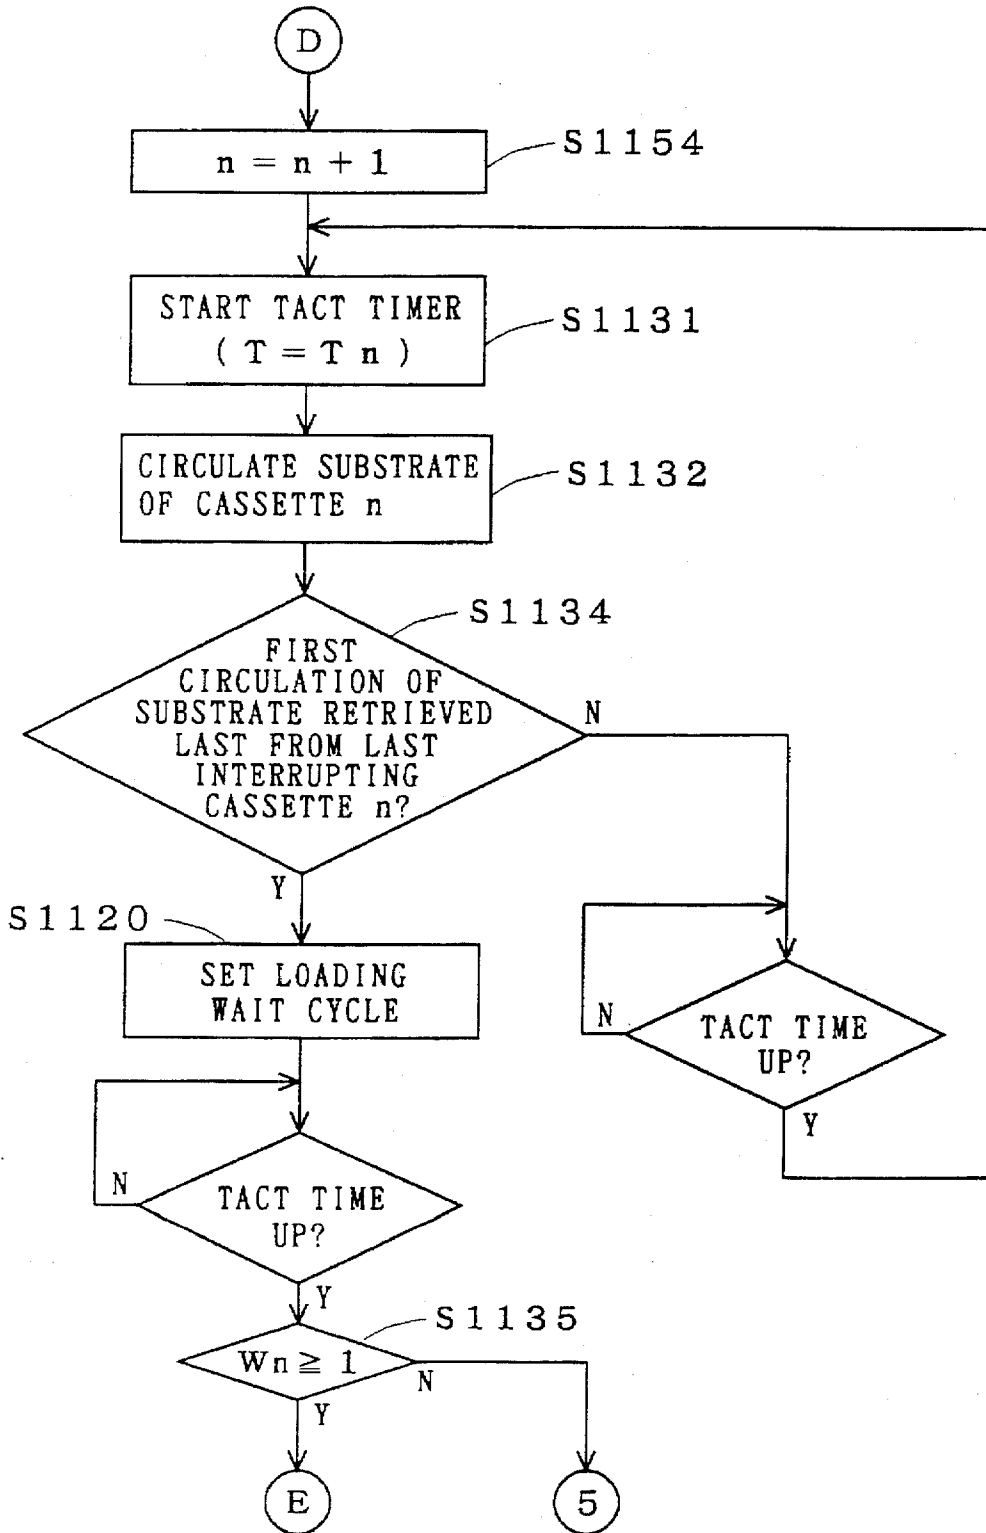 D
n = n + 1
S1154
START TACT TIMER
( T = T n )
S1131
CIRCULATE SUBSTRATE
OF CASSETTE n
S1132
S1134
FIRST
CIRCULATION OF
SUBSTRATE RETRIEVED
LAST FROM LAST
INTERRUPTING
CASSETTE n?
N
Y
S1120
SET LOADING
WAIT CYCLE
N
TACT TIME
UP?
Y
N
TACT TIME
UP?
Y
S1135
Wn ≧ 1
N
Y
E
5